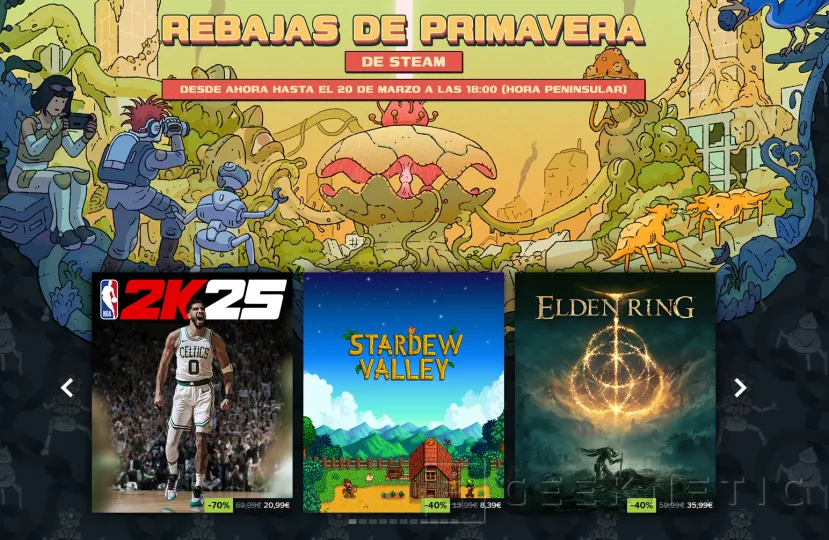 REBAJAS DE PRIMAVERA
DE STEAM
DESDE AHORA HASTA EL 20 DE MARZO A LAS 18:00 (HORA PENINSULAR)
NBA 2K25
CELTICS
0
STARDEW
VALLEY
ELDEN RING
-70% 69,99€ 20,99€
-40% 13,99€ 8,39€
-40% 59,99€ 35,99€
GEEKNETIC